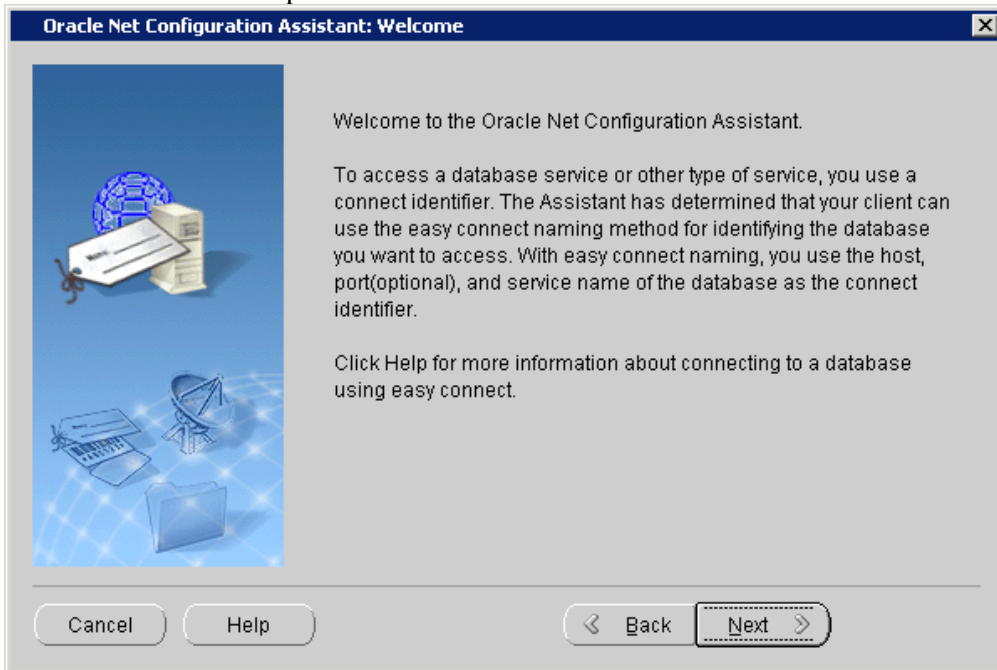 Oracle Net Configuration Assistant: Welcome
Welcome to the Oracle Net Configuration Assistant.
To access a database service or other type of service, you use a
connect identifier. The Assistant has determined that your client can
use the easy connect naming method for identifying the database
you want to access. With easy connect naming, you use the host,
port(optional), and service name of the database as the connect
identifier.
Click Help for more information about connecting to a database
using easy connect.
Cancel
Help
Back
Next